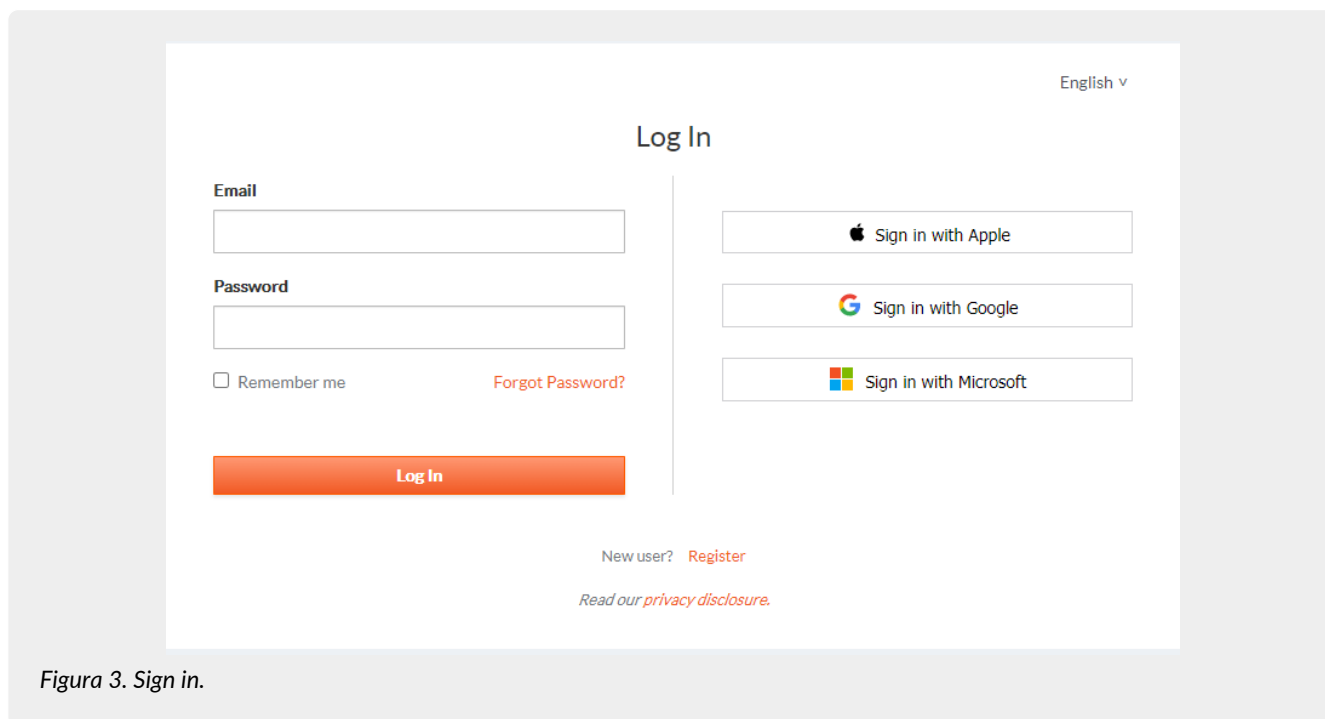 English v
Log In
Email
Password
Remember me
Forgot Password?
Log In
Sign in with Apple
Sign in with Google
Sign in with Microsoft
New user? Register
Read our privacy disclosure.
Figura 3. Sign in.